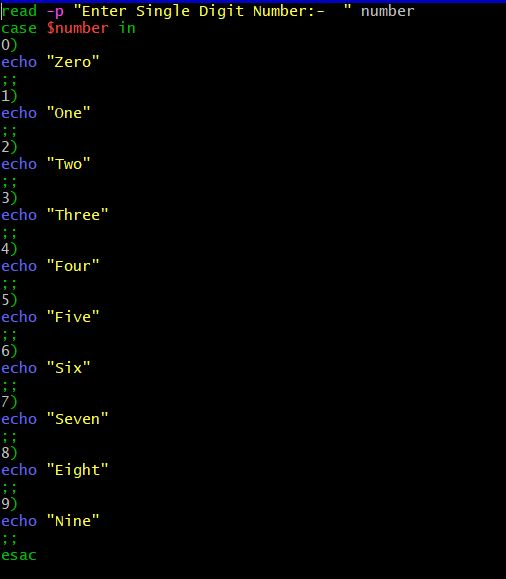 read -p "Enter Single Digit Number:-  " number
case $number in
0)
echo "Zero"
;;
1)
echo "One"
;;
2)
echo "Two"
;;
3)
echo "Three"
;;
4)
echo "Four"
;;
5)
echo "Five"
;;
6)
echo "Six"
;;
7)
echo "Seven"
;;
8)
echo "Eight"
;;
9)
echo "Nine"
;;
esac